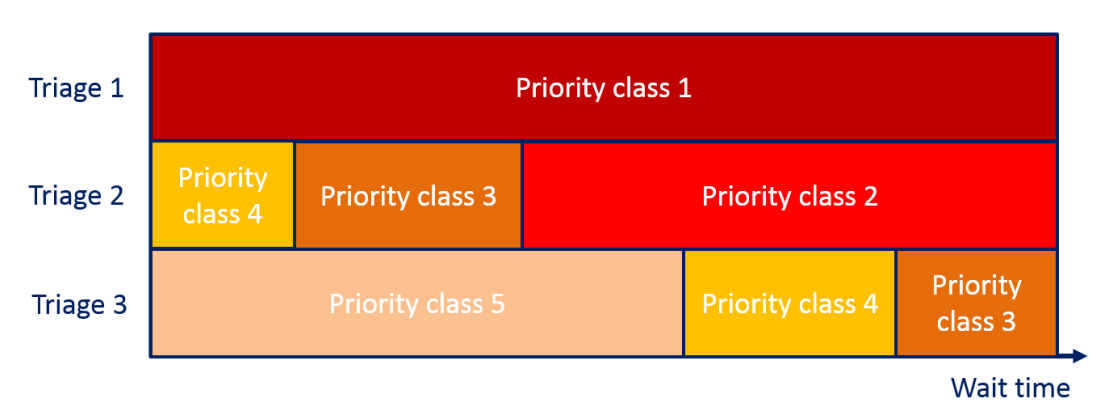 Triage 1
Priority class 1
Triage 2
Priority
class 4
Priority class 3
Priority class 2
Triage 3
Priority class 5
Priority class 4
Priority
class 3
Wait time